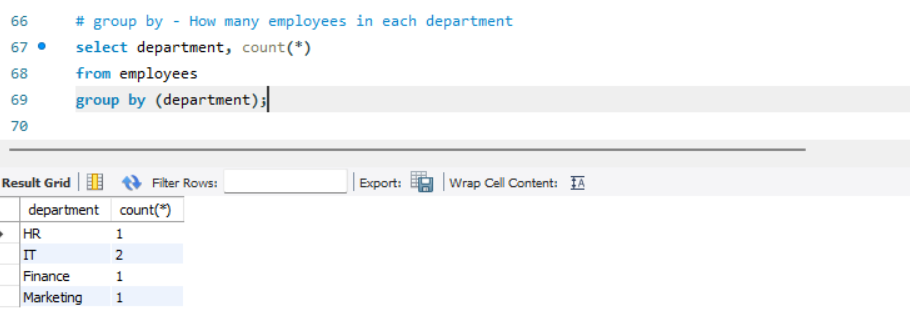 66 # group by - How many employees in each department
67 select department, count(*)
68 from employees
69 group by (department);
70
Result Grid Filter Rows: Export: Wrap Cell Content: IA
department count(*)
HR 1
IT 2
Finance 1
Marketing 1